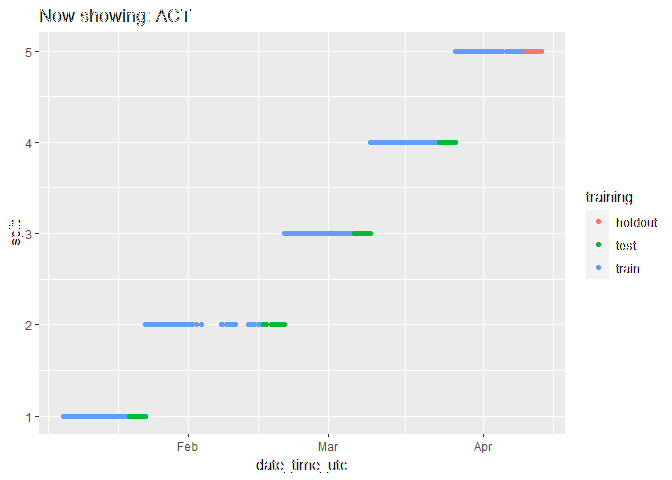 Now showing: ACT
5
4
3
2
1
Feb
Mar
Apr
date_time_utc
training
holdout
test
train